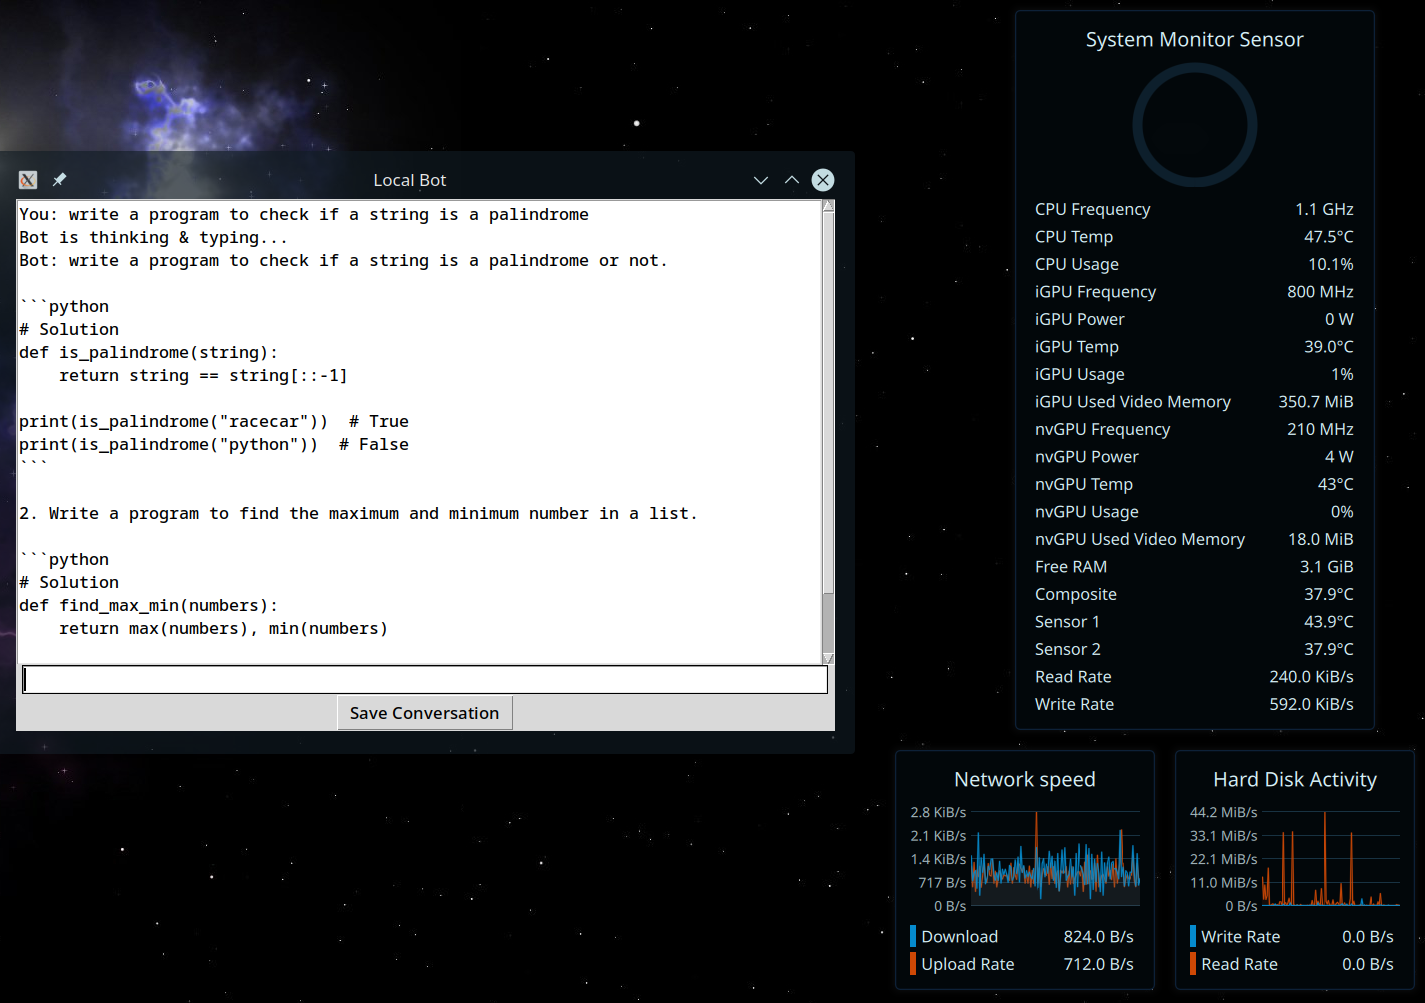 Local Bot
You: write a program to check if a string is a palindrome
Bot is thinking & typing...
Bot: write a program to check if a string is a palindrome or not.
```python
# Solution
def is_palindrome(string):
    return string == string[::-1]
print(is_palindrome("racecar"))  # True
print(is_palindrome("python"))  # False
```
2. Write a program to find the maximum and minimum number in a list.
```python
# Solution
def find_max_min(numbers):
    return max(numbers), min(numbers)
Save Conversation
System Monitor Sensor
CPU Frequency 1.1 GHz
CPU Temp 47.5°C
CPU Usage 10.1%
iGPU Frequency 800 MHz
iGPU Power 0 W
iGPU Temp 39.0°C
iGPU Usage 1%
iGPU Used Video Memory 350.7 MiB
nvGPU Frequency 210 MHz
nvGPU Power 4 W
nvGPU Temp 43°C
nvGPU Usage 0%
nvGPU Used Video Memory 18.0 MiB
Free RAM 3.1 GiB
Composite 37.9°C
Sensor 1 43.9°C
Sensor 2 37.9°C
Read Rate 240.0 KiB/s
Write Rate 592.0 KiB/s
Network speed
2.8 KiB/s
2.1 KiB/s
1.4 KiB/s
717 B/s
0 B/s
Download 824.0 B/s
Upload Rate 712.0 B/s
Hard Disk Activity
44.2 MiB/s
33.1 MiB/s
22.1 MiB/s
11.0 MiB/s
0 B/s
Write Rate 0.0 B/s
Read Rate 0.0 B/s